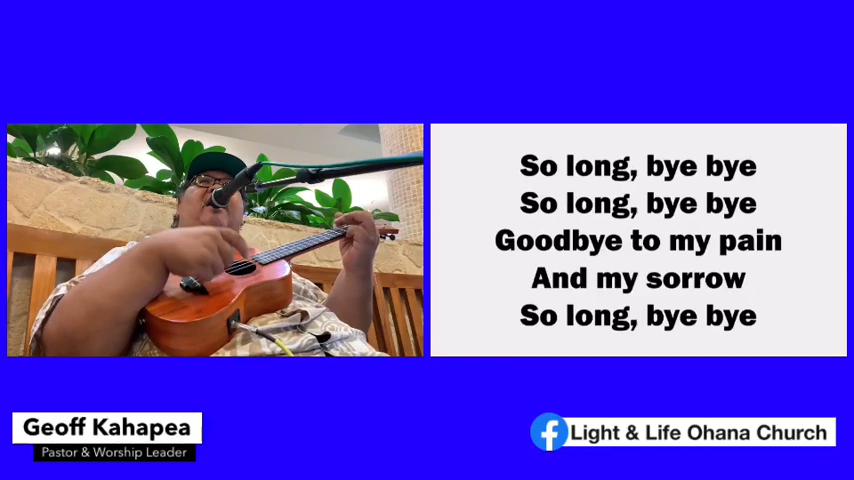 So long, bye bye
So long, bye bye
Goodbye to my pain
And my sorrow
So long, bye bye
Geoff Kahapea
Pastor & Worship Leader
Light & Life Ohana Church